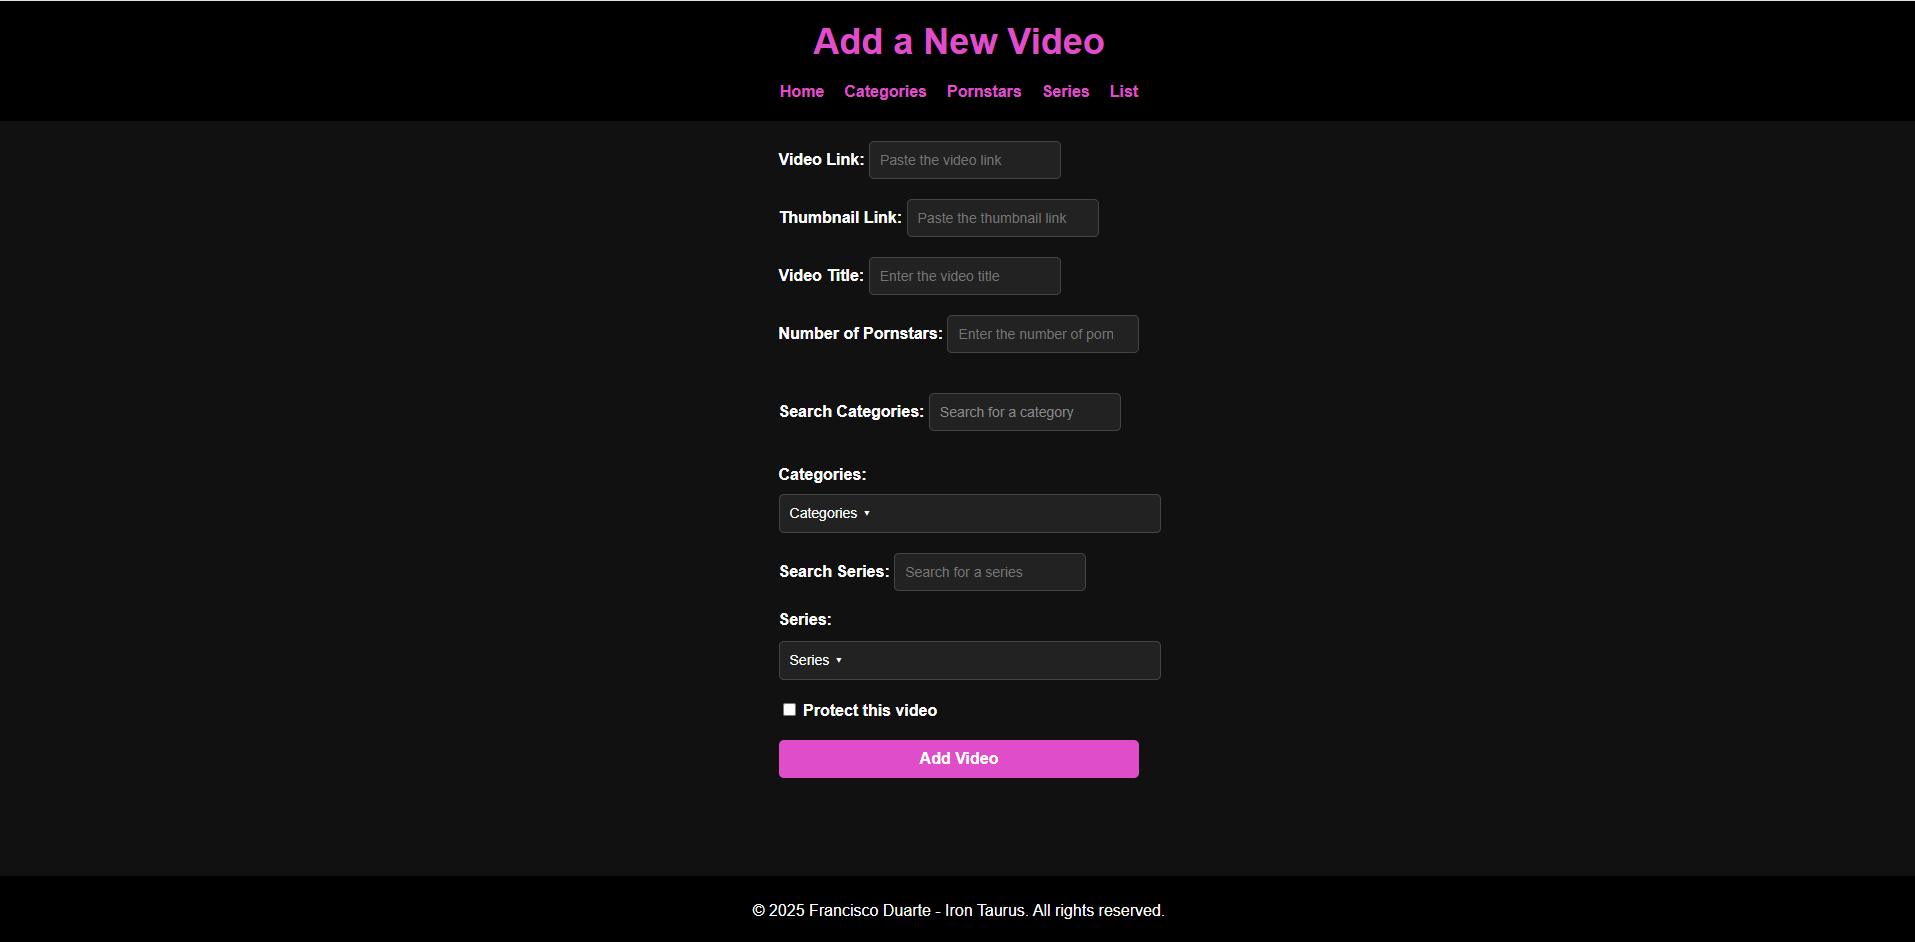 Add a New Video
Home Categories Pornstars Series List
Video Link: Paste the video link
Thumbnail Link: Paste the thumbnail link
Video Title: Enter the video title
Number of Pornstars: Enter the number of porn
Search Categories: Search for a category
Categories:
Categories ▾
Search Series: Search for a series
Series:
Series ▾
Protect this video
Add Video
© 2025 Francisco Duarte - Iron Taurus. All rights reserved.